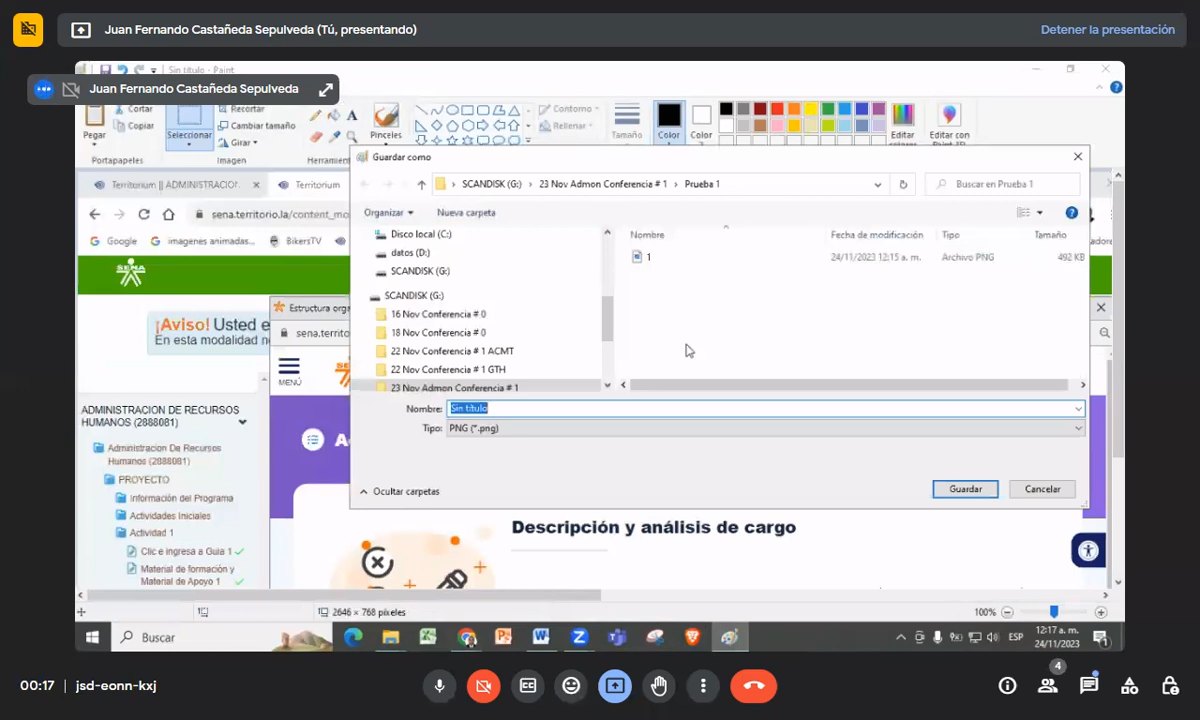 Juan Fernando Castañeda Sepulveda (Tú, presentando)
Detener la presentación
Sin título - Paint
Juan Fernando Castañeda Sepulveda
Pegar
Cortar
Copiar
Portapapeles
Seleccionar
Recortar
Cambiar tamaño
Girar
Imagen
A
Herramient
Pinceles
Contorno
Rellenar
Tamaño
Color
Color
Editar
Editar con
Guardar como
Territorium || ADMINISTRACION
Territorium
SCANDISK (G:) › 23 Nov Admon Conferencia # 1 › Prueba 1
Buscar en Prueba 1
sena.territorio.la/content_mo
Organizar
Nueva carpeta
Google
imagenes animadas...
BikersTV
Disco local (C:)
datos (D:)
SCANDISK (G:)
SCANDISK (G:)
16 Nov Conferencia # 0
18 Nov Conferencia # 0
22 Nov Conferencia # 1 ACMT
22 Nov Conferencia # 1 GTH
23 Nov Admon Conferencia # 1
Nombre
Fecha de modificación
Tipo
Tamaño
1
24/11/2023 12:15 a. m.
Archivo PNG
492 KB
SENA
¡Aviso! Usted e
En esta modalidad n
Estructura org
sena.territo
MENÚ
Nombre: Sin título
Tipo: PNG (*.png)
Ocultar carpetas
Guardar
Cancelar
ADMINISTRACION DE RECURSOS
HUMANOS (2888081)
Administracion De Recursos
Humanos (2888081)
PROYECTO
Información del Programa
Actividades Iniciales
Actividad 1
Clic e ingresa a Guia 1
Material de formación y
Material de Apoyo 1
A
Descripción y análisis de cargo
2646 × 768 píxeles
100%
Buscar
ESP
12:17 a. m.
24/11/2023
1
00:17 | jsd-eonn-kxj
4